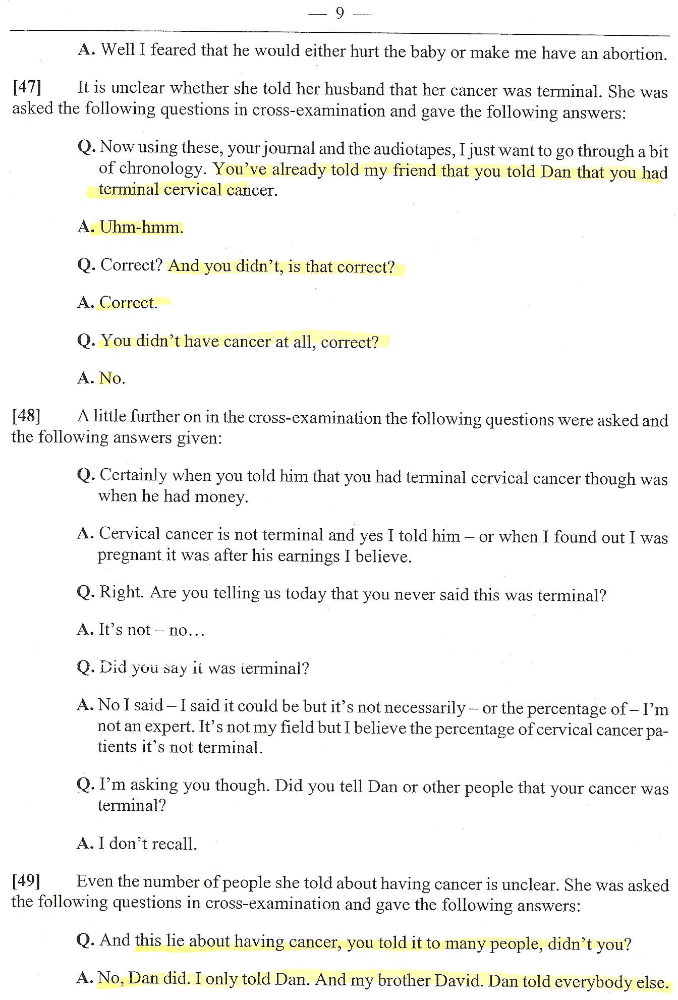 — 9 —
A. Well I feared that he would either hurt the baby or make me have an abortion.
[47] It is unclear whether she told her husband that her cancer was terminal. She was
asked the following questions in cross-examination and gave the following answers:
Q. Now using these, your journal and the audiotapes, I just want to go through a bit
of chronology. You’ve already told my friend that you told Dan that you had
terminal cervical cancer.
A. Uhm-hmm.
Q. Correct? And you didn’t, is that correct?
A. Correct.
Q. You didn’t have cancer at all, correct?
A. No.
[48] A little further on in the cross-examination the following questions were asked and
the following answers given:
Q. Certainly when you told him that you had terminal cervical cancer though was
when he had money.
A. Cervical cancer is not terminal and yes I told him – or when I found out I was
pregnant it was after his earnings I believe.
Q. Right. Are you telling us today that you never said this was terminal?
A. It’s not – no…
Q. Did you say it was terminal?
A. No I said – I said it could be but it’s not necessarily – or the percentage of – I’m
not an expert. It’s not my field but I believe the percentage of cervical cancer pa-
tients it’s not terminal.
Q. I’m asking you though. Did you tell Dan or other people that your cancer was
terminal?
A. I don’t recall.
[49] Even the number of people she told about having cancer is unclear. She was asked
the following questions in cross-examination and gave the following answers:
Q. And this lie about having cancer, you told it to many people, didn’t you?
A. No, Dan did. I only told Dan. And my brother David. Dan told everybody else.